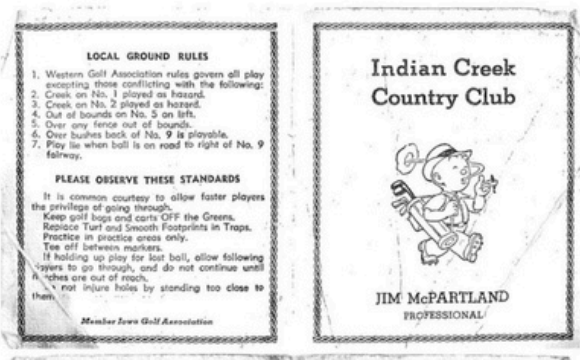 LOCAL GROUND RULES
1. Western Golf Association rules govern all play
excepting those conflicting with the following:
2. Creek on No. 1 played as hazard.
3. Creek on No. 2 played as hazard.
4. Out of bounds on No. 5 on left.
5. Over any fence out of bounds.
6. Over bushes back of No. 9 is playable.
7. Play lie when ball is on road to right of No. 9
fairway.
PLEASE OBSERVE THESE STANDARDS
It is common courtesy to allow faster players
the privilege of going through.
Keep golf bags and carts OFF the Greens.
Replace Turf and Smooth Footprints in Traps.
Practice in practice areas only.
Tee off between markers.
If holding up play for lost ball, allow following
players to go through, and do not continue until
are out of reach.
not injure holes by standing too close to
them.
Member Iowa Golf Association
Indian Creek
Country Club
JIM McPARTLAND
PROFESSIONAL